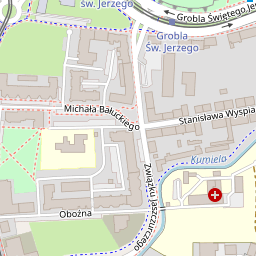 św. Jerzego
Grobla Świętego Je
Grobla
Św. Jerzego
Michała Bałuckiego
Stanisława Wyspia
Kumiela
Związku Jaszczurczego
Obożna